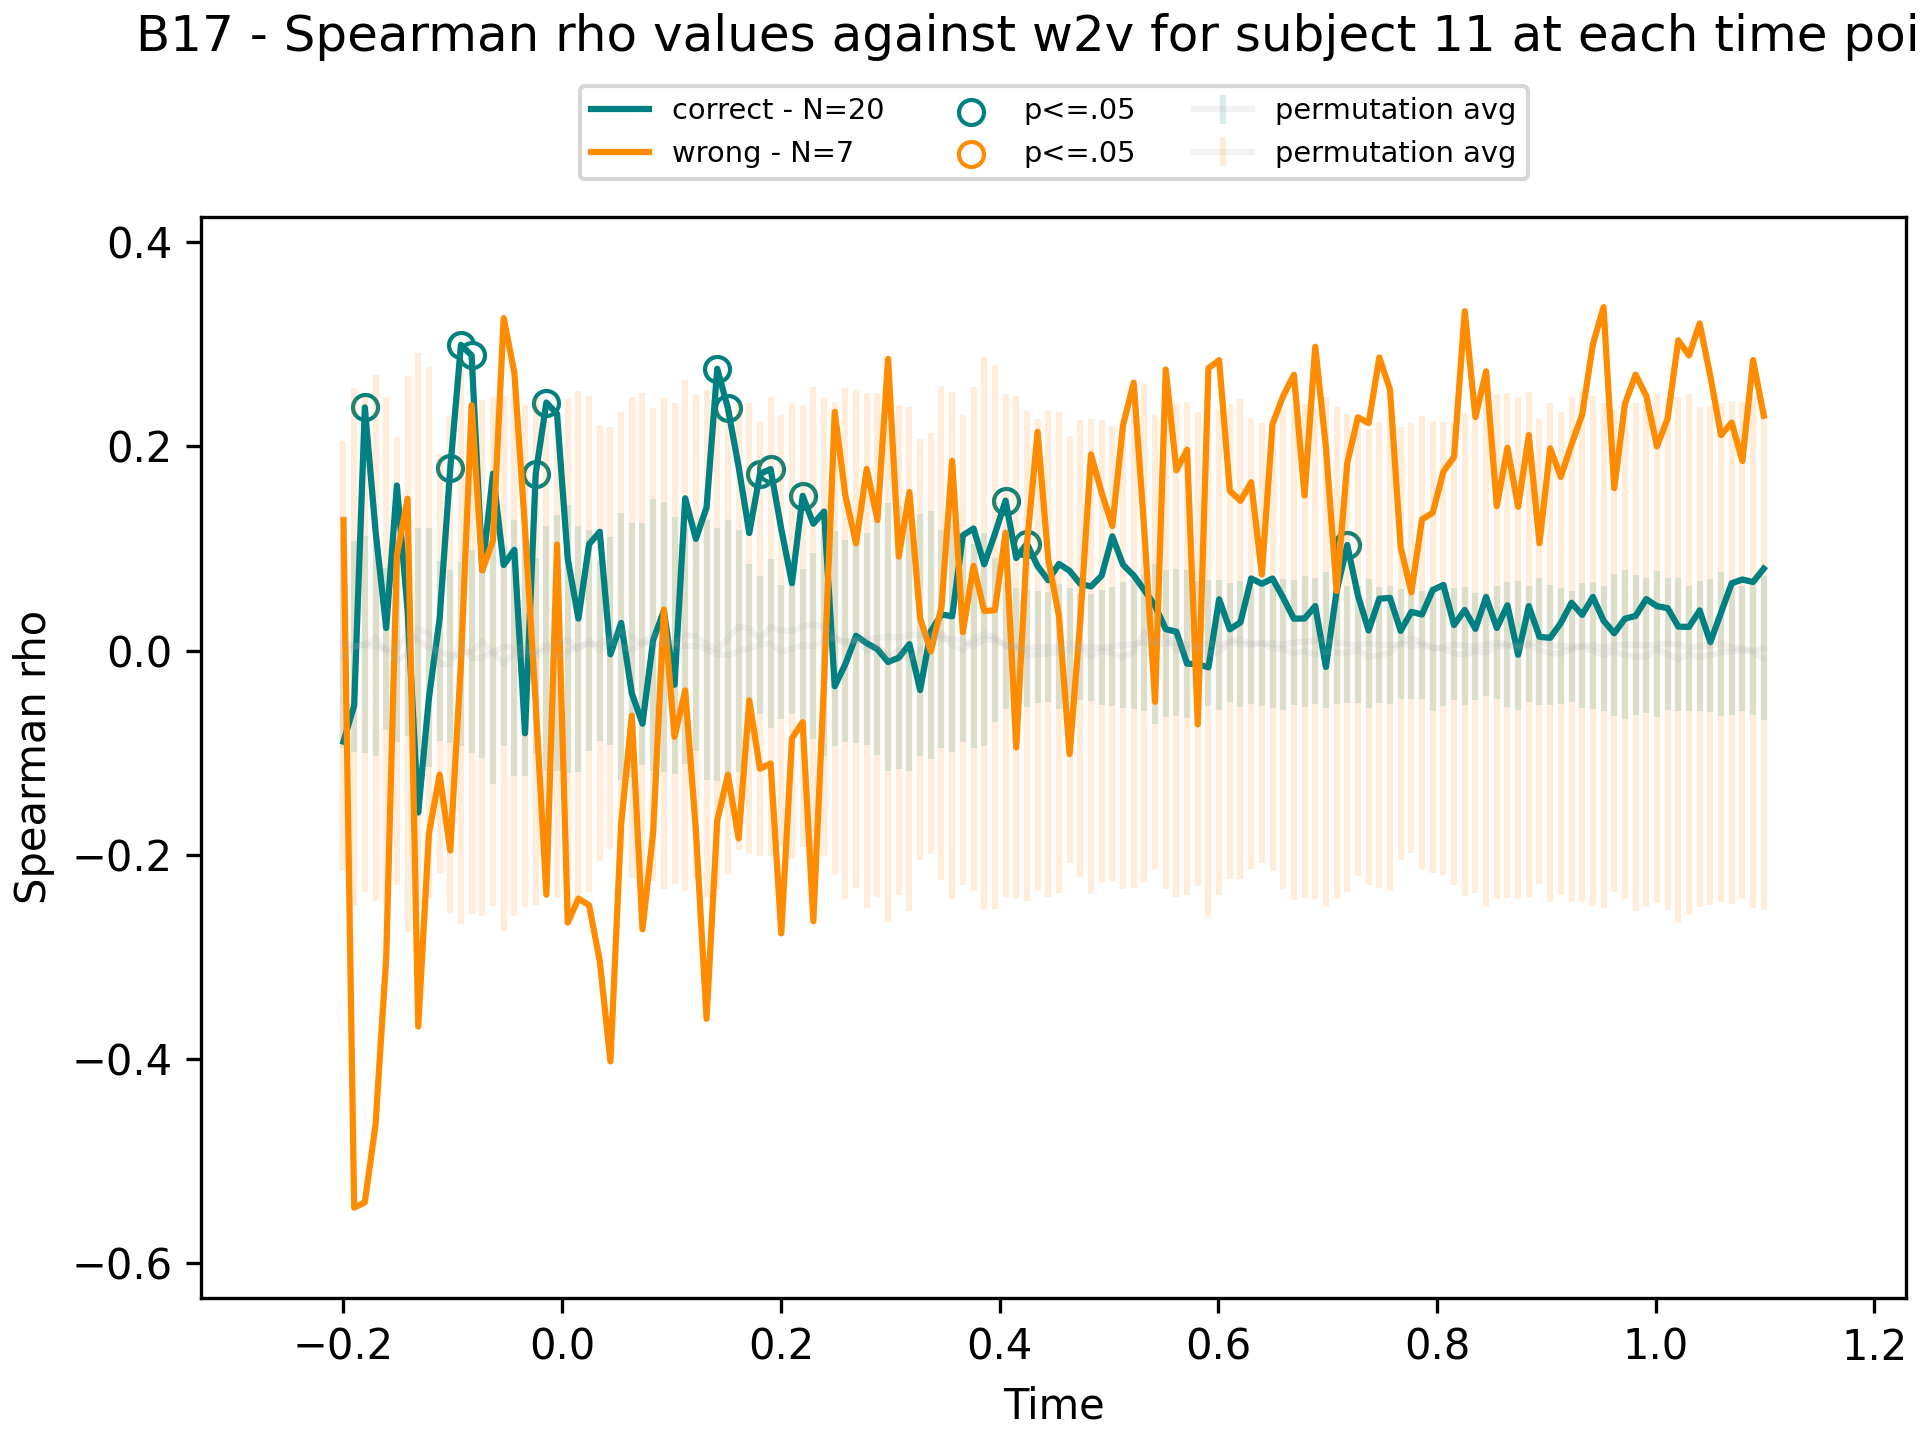 B17 - Spearman rho values against w2v for subject 11 at each time poi
correct - N=20
wrong - N=7
p<=.05
p<=.05
permutation avg
permutation avg
Spearman rho
0.4
0.2
0.0
−0.2
−0.4
−0.6
−0.2 0.0 0.2 0.4 0.6 0.8 1.0 1.2
Time